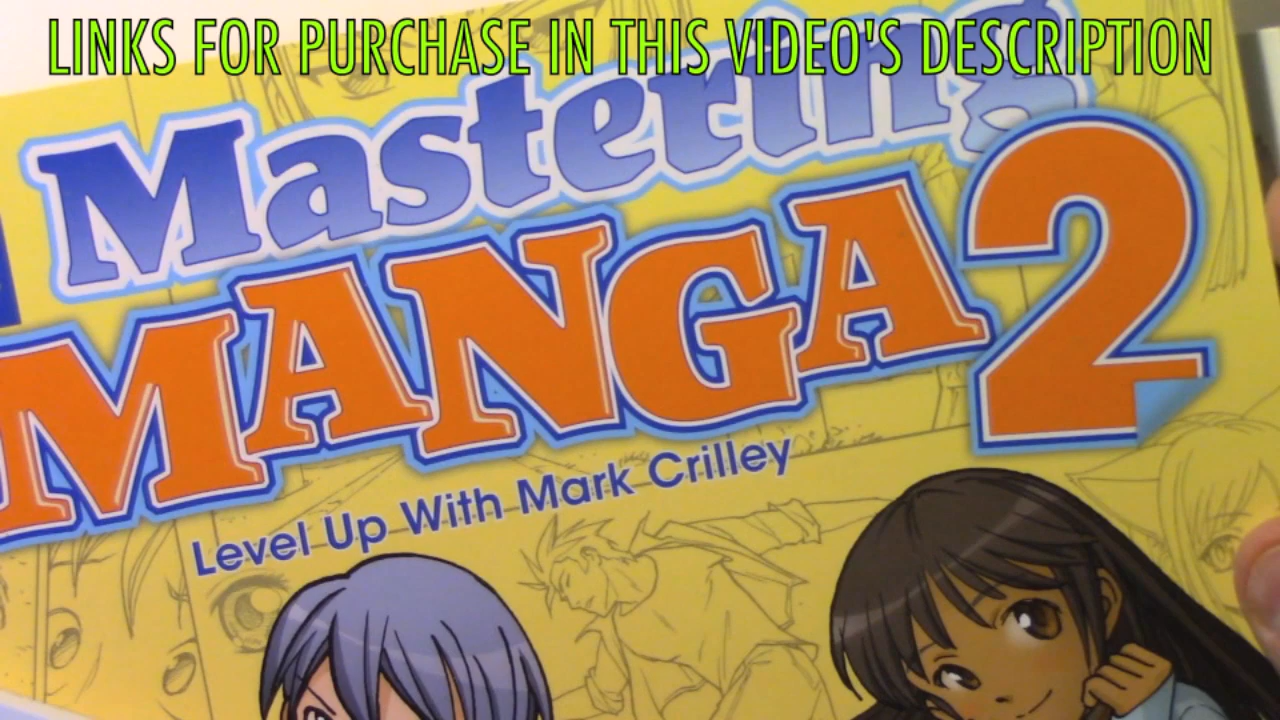 LINKS FOR PURCHASE IN THIS VIDEO'S DESCRIPTION
Mastering
MANGA 2
Level Up With Mark Crilley